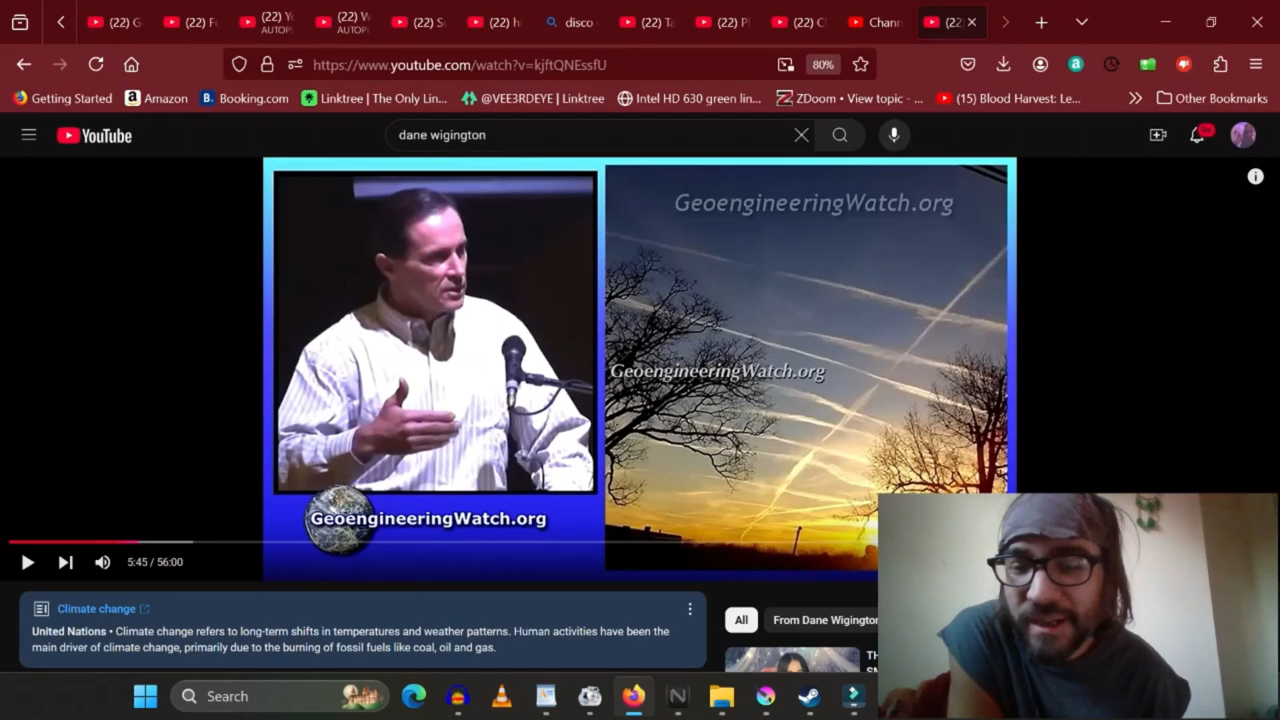 (22) G
(22) Fo
(22) Y
AUTOPL
(22) W
AUTOPL
(22) S
(22) h
disco
(22) Ta
(22) Pl
(22) C
Chann
(22)
https://www.youtube.com/watch?v=kjftQNEssfU
80%
Getting Started
Amazon
Booking.com
Linktree | The Only Lin...
@VEE3RDEYE | Linktree
Intel HD 630 green lin...
ZDoom • View topic - ...
(15) Blood Harvest: Le...
Other Bookmarks
YouTube
dane wigington
GeoengineeringWatch.org
GeoengineeringWatch.org
GeoengineeringWatch.org
5:45 / 56:00
Climate change
United Nations • Climate change refers to long-term shifts in temperatures and weather patterns. Human activities have been the
main driver of climate change, primarily due to the burning of fossil fuels like coal, oil and gas.
All
From Dane Wigington
TH
Search